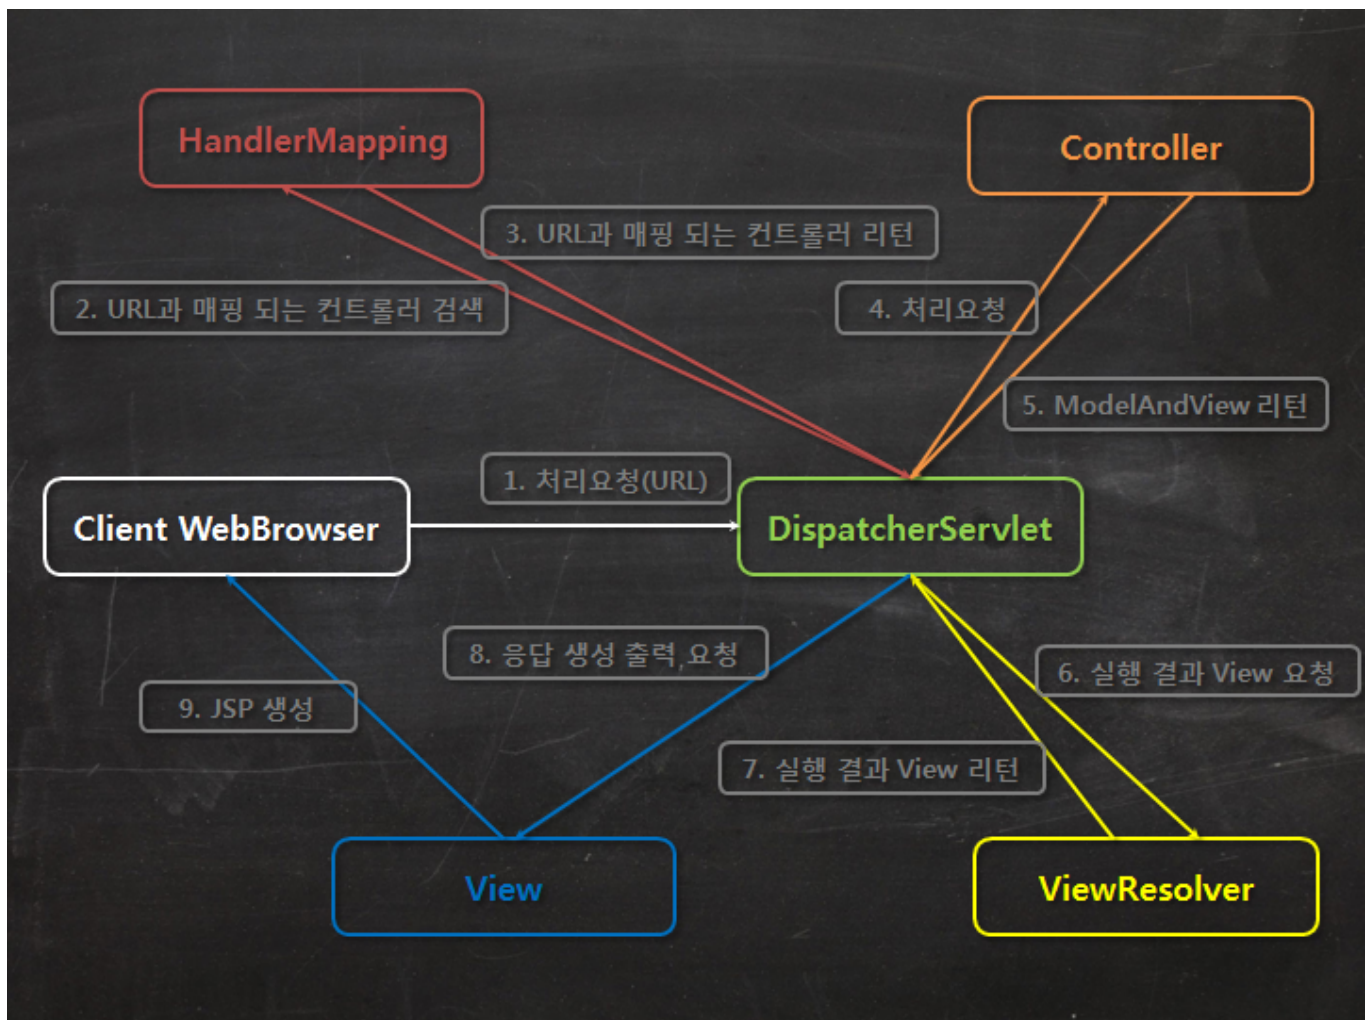 HandlerMapping
Controller
3. URL과 매핑 되는 컨트롤러 리턴
2. URL과 매핑 되는 컨트롤러 검색
4. 처리요청
5. ModelAndView 리턴
1. 처리요청(URL)
Client WebBrowser
DispatcherServlet
8. 응답 생성 출력,요청
6. 실행 결과 View 요청
9. JSP 생성
7. 실행 결과 View 리턴
View
ViewResolver